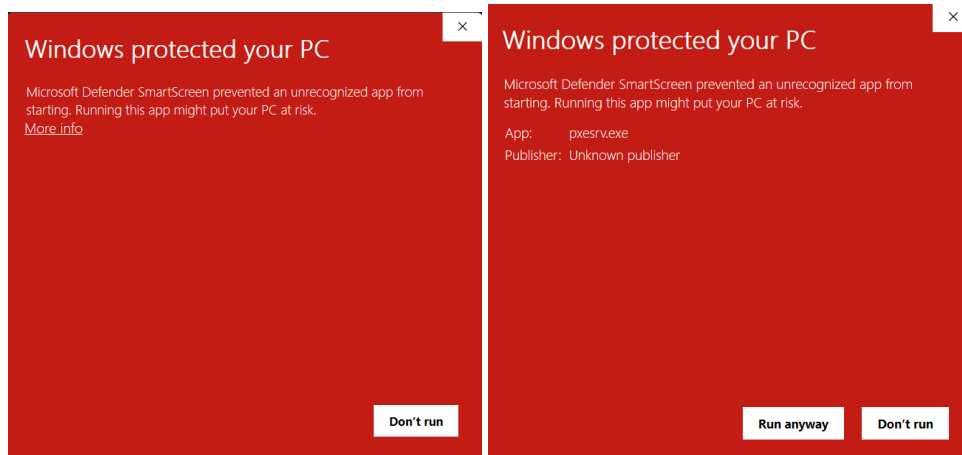 Windows protected your PC
Microsoft Defender SmartScreen prevented an unrecognized app from
starting. Running this app might put your PC at risk.
More info
Don't run
Windows protected your PC
Microsoft Defender SmartScreen prevented an unrecognized app from
starting. Running this app might put your PC at risk.
App: pxesrv.exe
Publisher: Unknown publisher
Run anyway Don't run